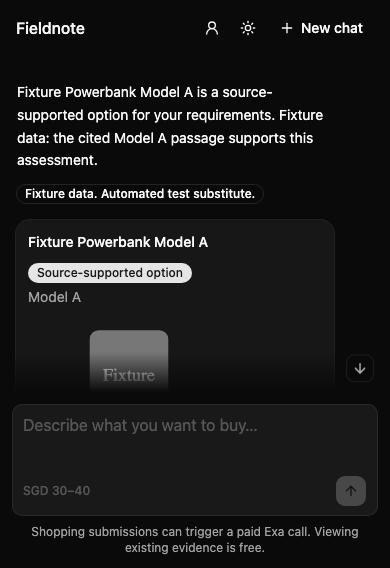 Fieldnote
New chat
Fixture Powerbank Model A is a source-
supported option for your requirements. Fixture
data: the cited Model A passage supports this
assessment.
Fixture data. Automated test substitute.
Fixture Powerbank Model A
Source-supported option
Model A
Fixture
Describe what you want to buy...
SGD 30–40
Shopping submissions can trigger a paid Exa call. Viewing
existing evidence is free.